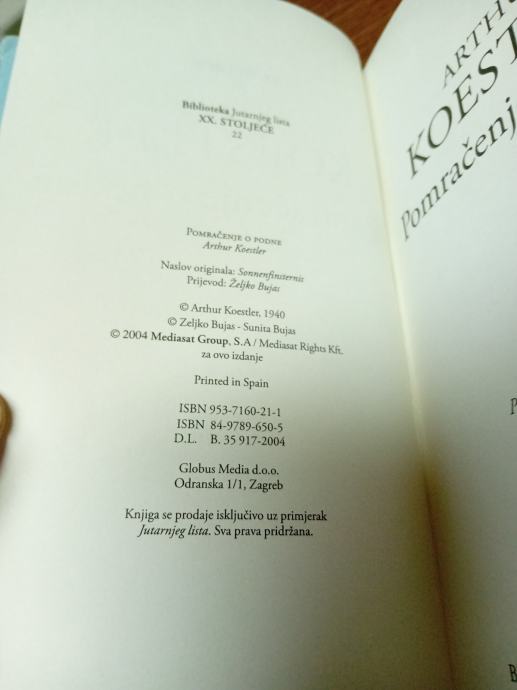 Biblioteka Jutarnjeg lista
XX. STOLJEĆE
22
POMRAČENJE O PODNE
Arthur Koestler
Naslov originala: Sonnenfinsternis
Prijevod: Željko Bujas
© Arthur Koestler, 1940
© Zeljko Bujas - Sunita Bujas
© 2004 Mediasat Group, S.A / Mediasat Rights Kft.
za ovo izdanje
Printed in Spain
ISBN 953-7160-21-1
ISBN 84-9789-650-5
D.L. B. 35 917-2004
Globus Media d.o.o.
Odranska 1/1, Zagreb
Knjiga se prodaje isključivo uz primjerak
Jutarnjeg lista. Sva prava pridržana.
ARTHU
KOEST
Pomračenj
P
B